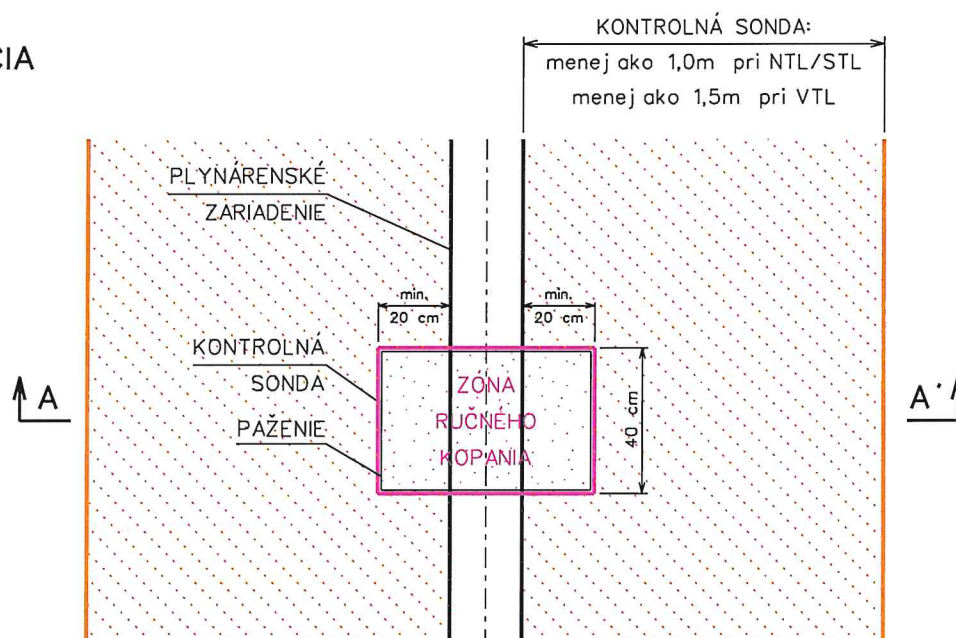 CIA
KONTROLNÁ SONDA:
menej ako 1,0m pri NTL/STL
menej ako 1,5m pri VTL
PLYNÁRENSKÉ
ZARIADENIE
min.
20 cm
min.
20 cm
KONTROLNÁ
SONDA
PAŽENIE
ZÓNA
RUČNÉHO
KOPANIA
40 cm
A
A'